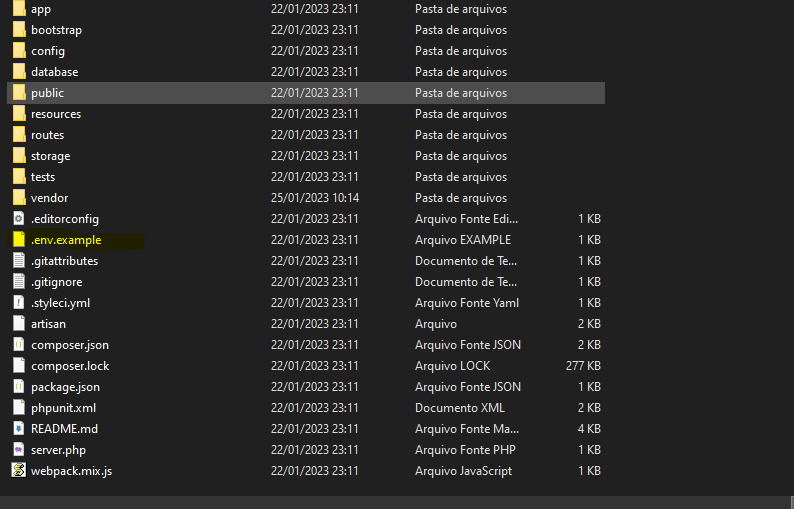 app 22/01/2023 23:11 Pasta de arquivos
bootstrap 22/01/2023 23:11 Pasta de arquivos
config 22/01/2023 23:11 Pasta de arquivos
database 22/01/2023 23:11 Pasta de arquivos
public 22/01/2023 23:11 Pasta de arquivos
resources 22/01/2023 23:11 Pasta de arquivos
routes 22/01/2023 23:11 Pasta de arquivos
storage 22/01/2023 23:11 Pasta de arquivos
tests 22/01/2023 23:11 Pasta de arquivos
vendor 25/01/2023 10:14 Pasta de arquivos
.editorconfig 22/01/2023 23:11 Arquivo Fonte Edi... 1 KB
.env.example 22/01/2023 23:11 Arquivo EXAMPLE 1 KB
.gitattributes 22/01/2023 23:11 Documento de Te... 1 KB
.gitignore 22/01/2023 23:11 Documento de Te... 1 KB
.styleci.yml 22/01/2023 23:11 Arquivo Fonte Yaml 1 KB
artisan 22/01/2023 23:11 Arquivo 2 KB
composer.json 22/01/2023 23:11 Arquivo Fonte JSON 2 KB
composer.lock 22/01/2023 23:11 Arquivo LOCK 277 KB
package.json 22/01/2023 23:11 Arquivo Fonte JSON 1 KB
phpunit.xml 22/01/2023 23:11 Documento XML 2 KB
README.md 22/01/2023 23:11 Arquivo Fonte Ma... 4 KB
server.php 22/01/2023 23:11 Arquivo Fonte PHP 1 KB
webpack.mix.js 22/01/2023 23:11 Arquivo JavaScript 1 KB